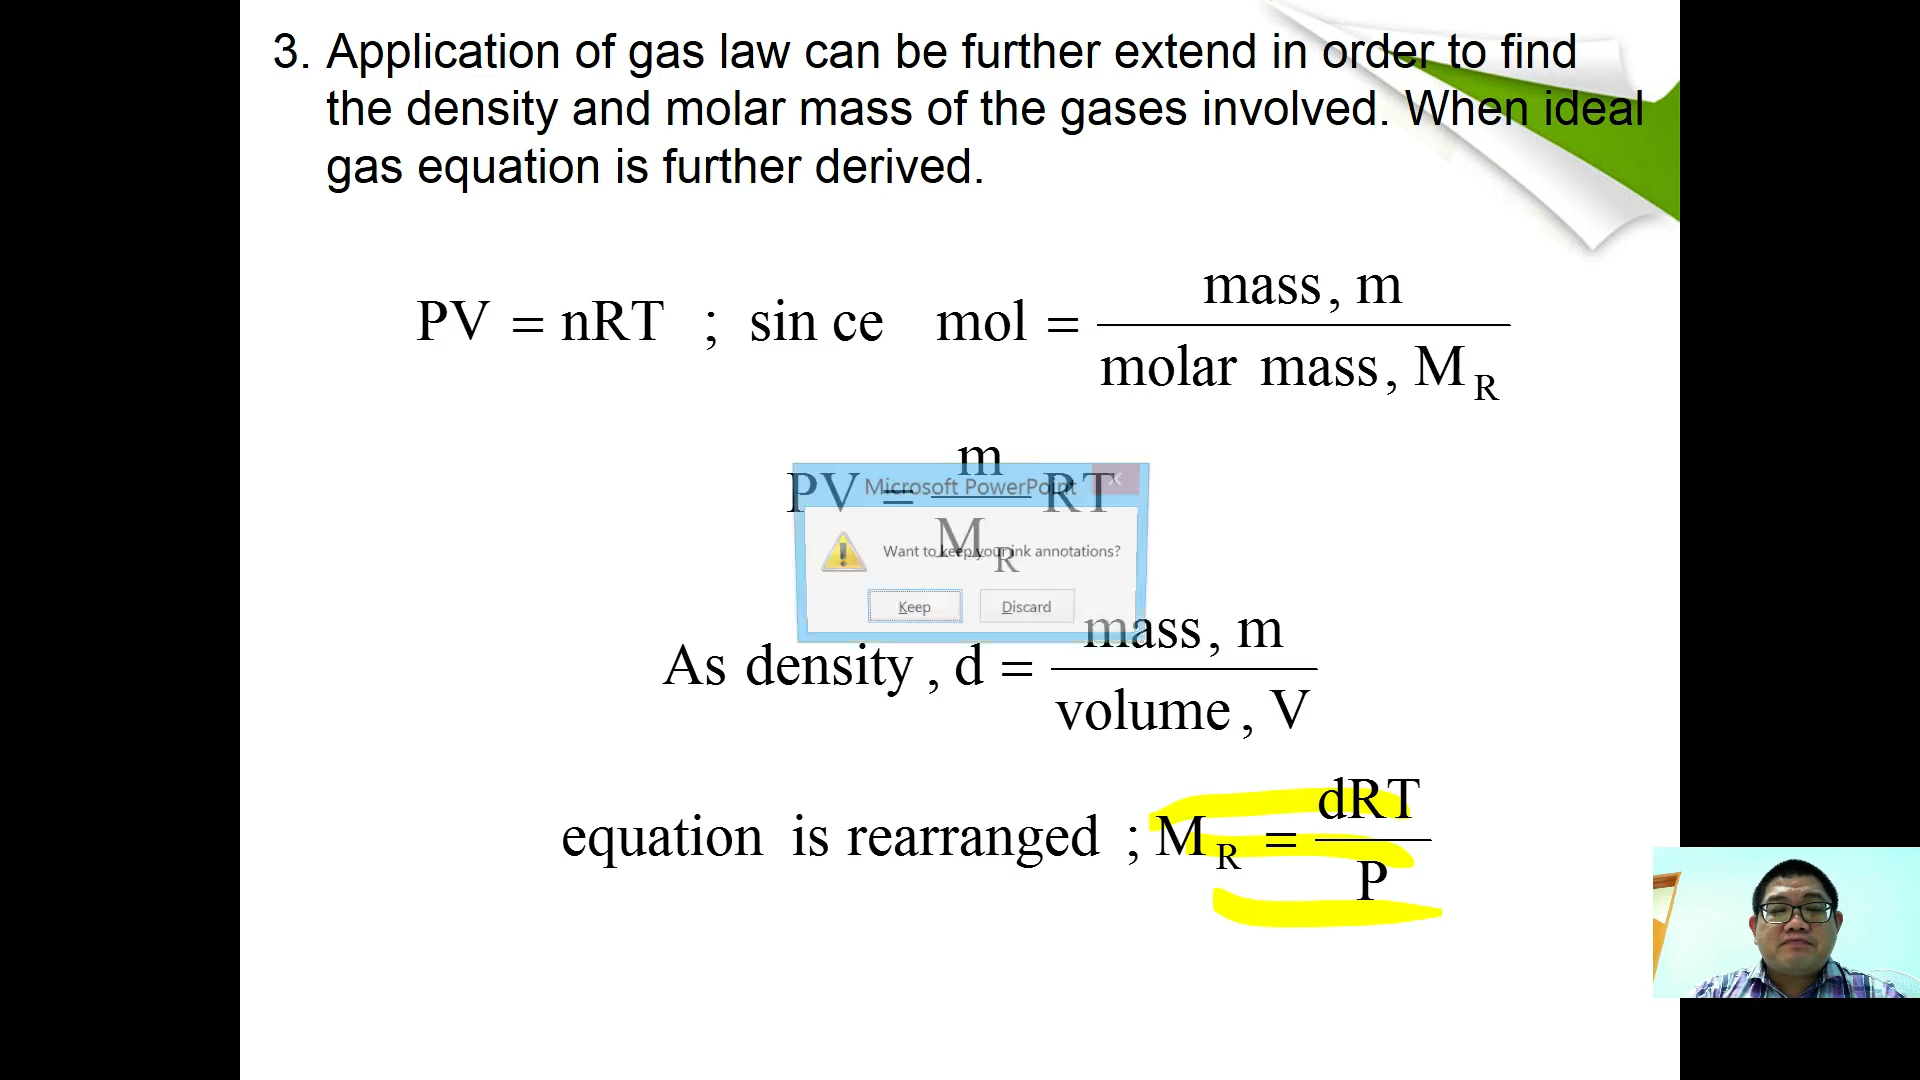 3. Application of gas law can be further extend in order to find
the density and molar mass of the gases involved. When ideal
gas equation is further derived.
PV = nRT ; sin ce mol = mass, m / molar mass, M R
PV = m / M R RT
Microsoft PowerPoint
Want to keep your ink annotations?
Keep Discard
As density, d = mass, m / volume, V
equation is rearranged ; M R = dRT / P